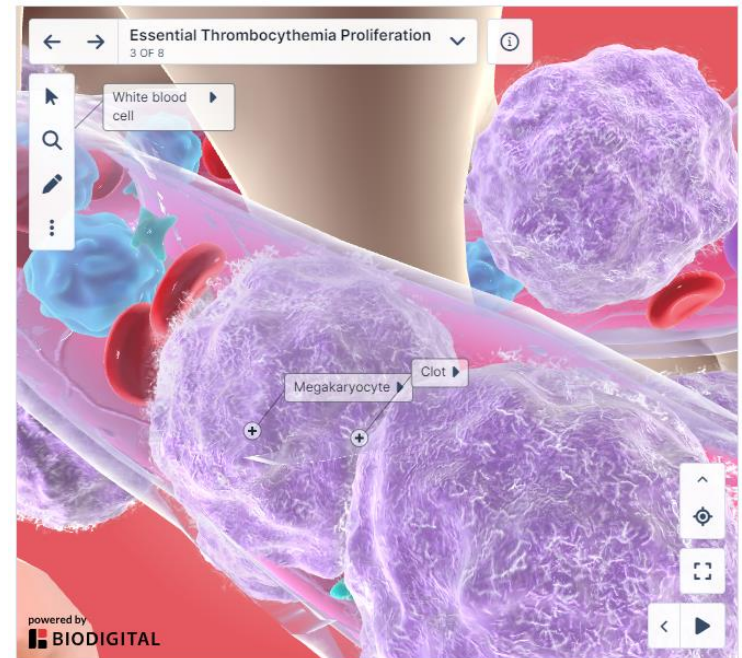 Essential Thrombocythemia Proliferation
3 OF 8
White blood
cell
Clot
Megakaryocyte
powered by
BIODIGITAL